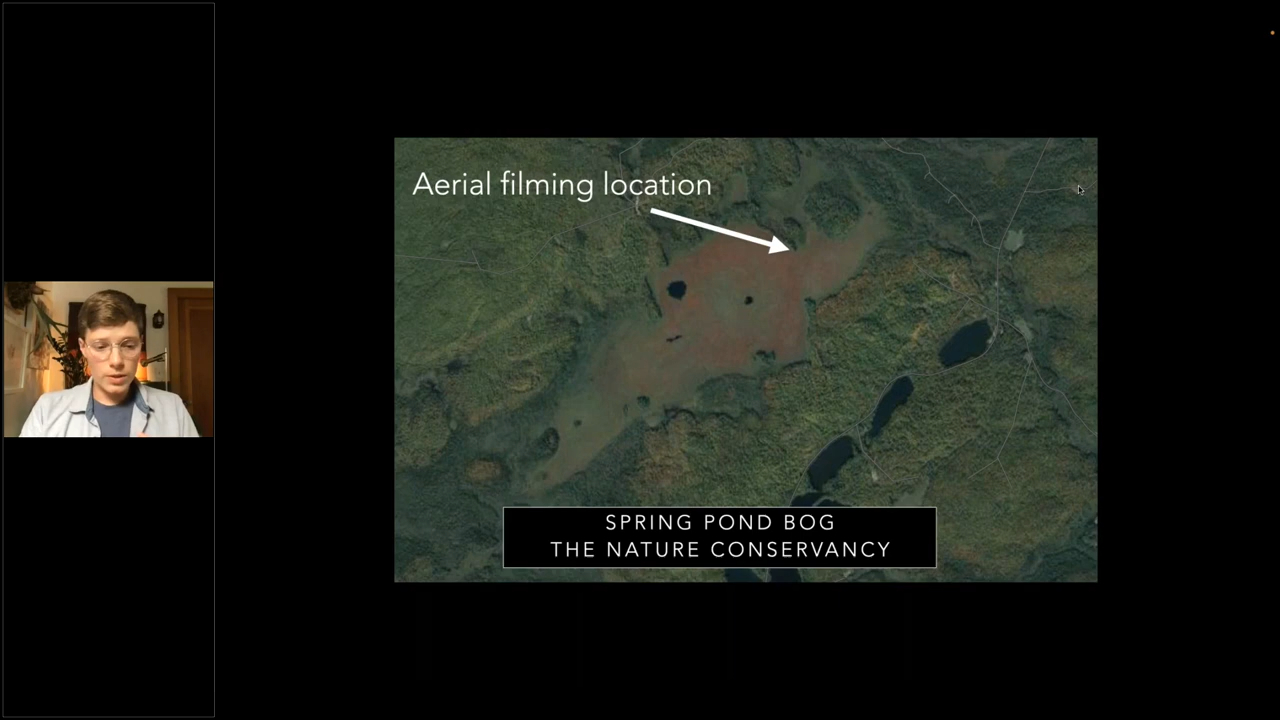 Aerial filming location
SPRING POND BOG
THE NATURE CONSERVANCY